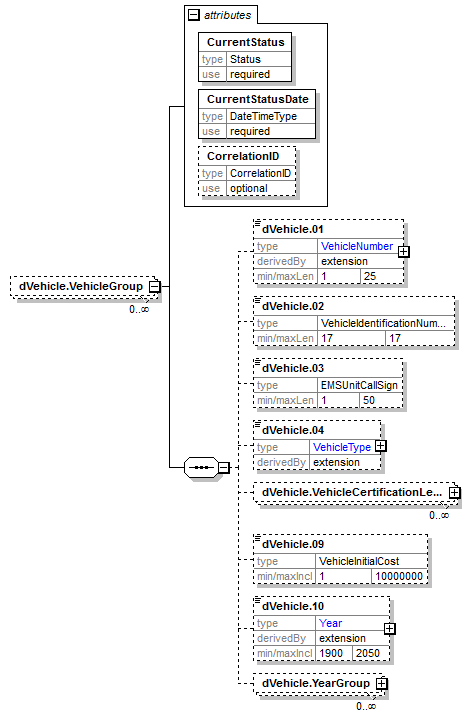 attributes
CurrentStatus
type Status
use required
CurrentStatusDate
type DateTimeType
use required
CorrelationID
type CorrelationID
use optional
dVehicle.VehicleGroup
0..∞
dVehicle.01
type VehicleNumber
derivedBy extension
min/maxLen 1 25
dVehicle.02
type VehicleIdentificationNum...
min/maxLen 17 17
dVehicle.03
type EMSUnitCallSign
min/maxLen 1 50
dVehicle.04
type VehicleType
derivedBy extension
dVehicle.VehicleCertificationLe...
0..∞
dVehicle.09
type VehicleInitialCost
min/maxIncl 1 10000000
dVehicle.10
type Year
derivedBy extension
min/maxIncl 1900 2050
dVehicle.YearGroup
0..∞